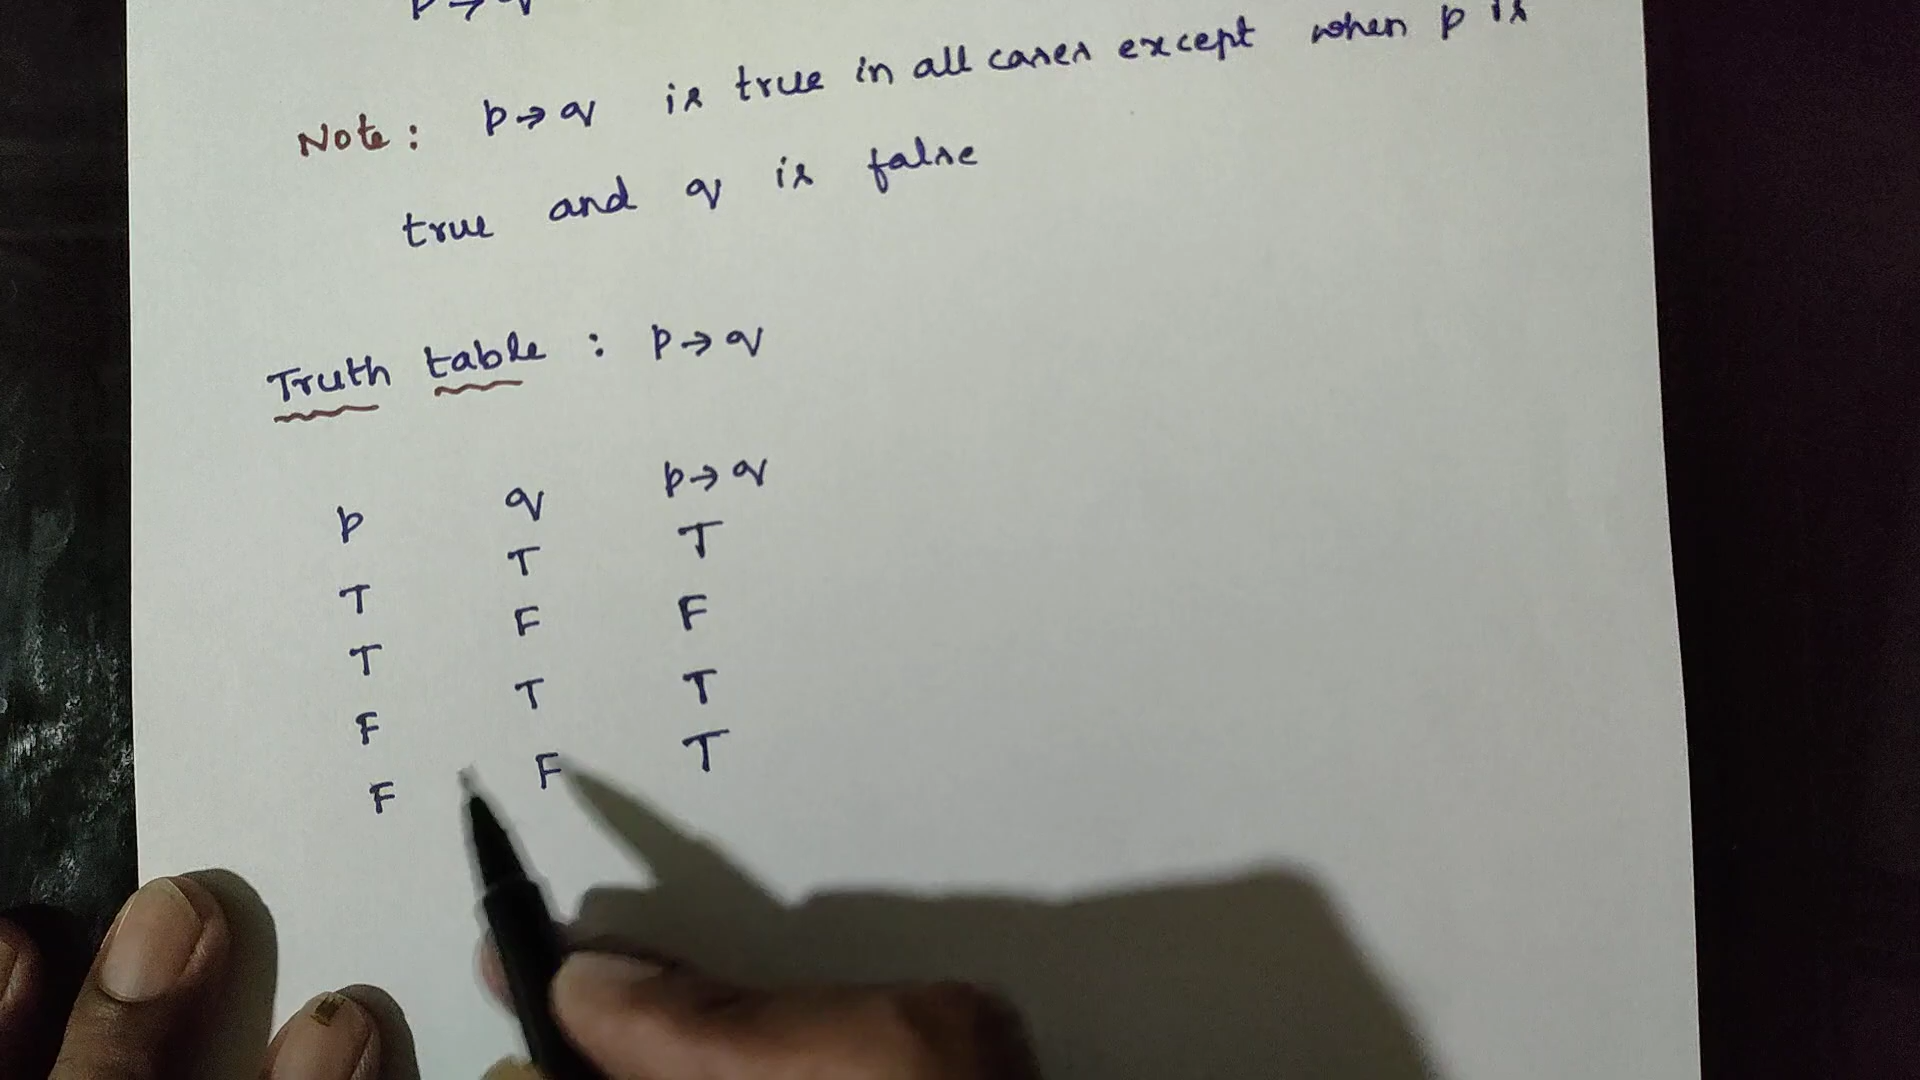 p → q
Note: p → q is true in all cases except when p is
true and q is false
Truth table : p → q
p q p → q
T T T
T F F
F T T
F F T